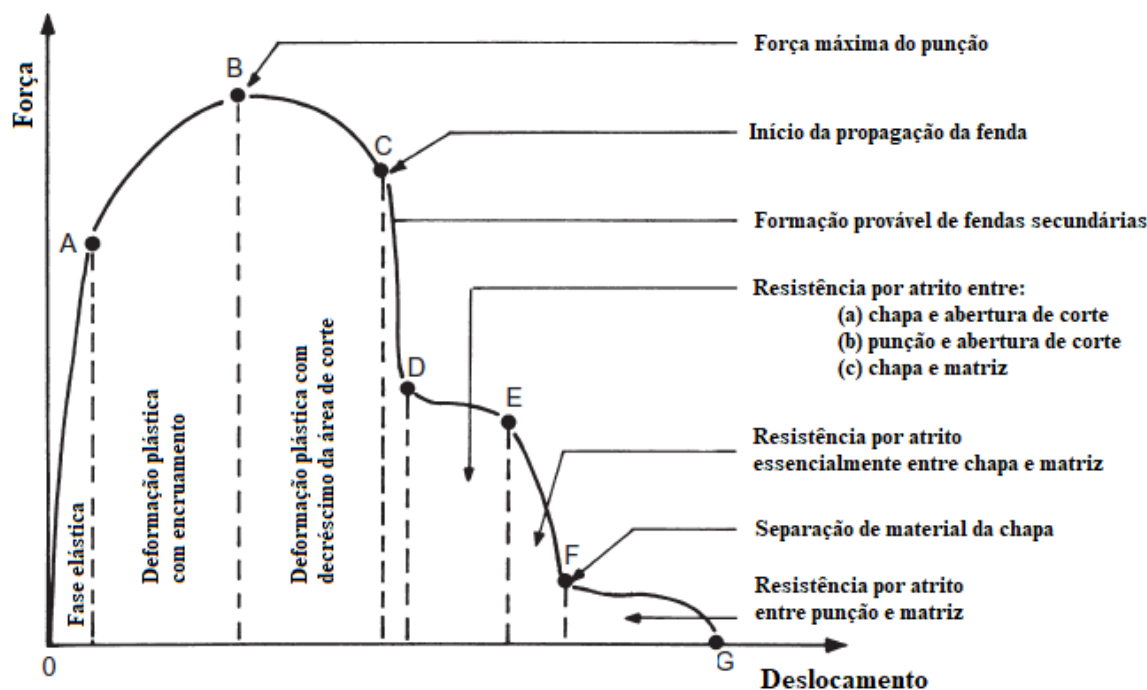 Força
B
Força máxima do punção
C
Início da propagação da fenda
A
Formação provável de fendas secundárias
Resistência por atrito entre:
(a) chapa e abertura de corte
(b) punção e abertura de corte
(c) chapa e matriz
D
E
Fase elástica
Deformação plástica
com encruamento
Deformação plástica com
decréscimo da área de corte
Resistência por atrito
essencialmente entre chapa e matriz
Separação de material da chapa
F
Resistência por atrito
entre punção e matriz
0
G
Deslocamento